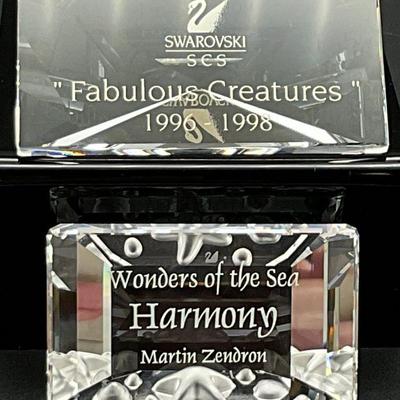 SWAROVSKI
SCS
" Fabulous Creatures "
1996 - 1998
Wonders of the Sea
Harmony
Martin Zendron